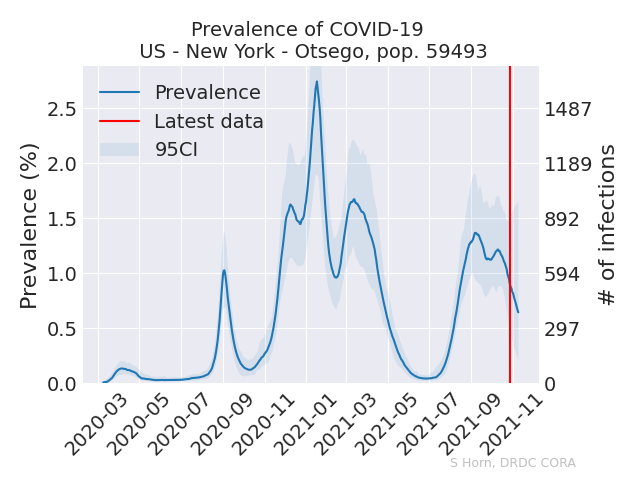 Prevalence of COVID-19
US - New York - Otsego, pop. 59493
Prevalence
Latest data
95CI
Prevalence (%)
2.5
2.0
1.5
1.0
0.5
0.0
1487
1189
892
594
297
0
# of infections
2020-03
2020-05
2020-07
2020-09
2020-11
2021-01
2021-03
2021-05
2021-07
2021-09
2021-11
S Horn, DRDC CORA